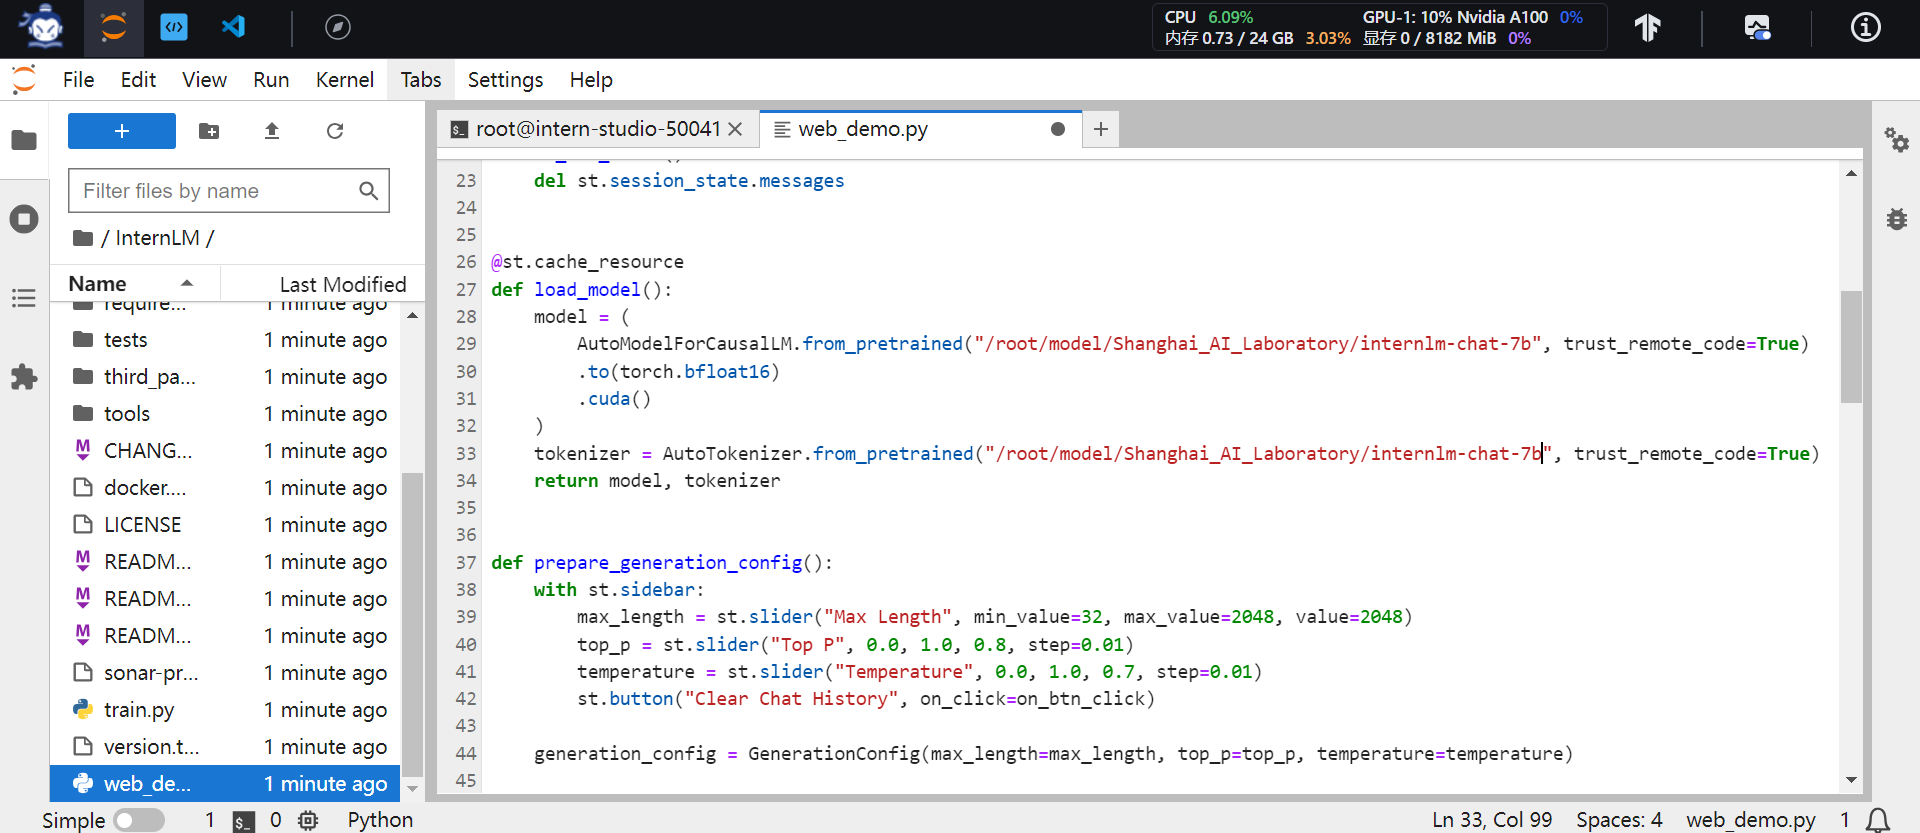 CPU 6.09% GPU-1: 10% Nvidia A100 0%
内存 0.73 / 24 GB 3.03% 显存 0 / 8182 MiB 0%
File Edit View Run Kernel Tabs Settings Help
+
root@intern-studio-50041
web_demo.py
Filter files by name
/ InternLM /
Name Last Modified
require... 1 minute ago
tests 1 minute ago
third_pa... 1 minute ago
tools 1 minute ago
CHANG... 1 minute ago
docker.... 1 minute ago
LICENSE 1 minute ago
READM... 1 minute ago
READM... 1 minute ago
READM... 1 minute ago
sonar-pr... 1 minute ago
train.py 1 minute ago
version.t... 1 minute ago
web_de... 1 minute ago
23     del st.session_state.messages
24
25
26 @st.cache_resource
27 def load_model():
28     model = (
29         AutoModelForCausalLM.from_pretrained("/root/model/Shanghai_AI_Laboratory/internlm-chat-7b", trust_remote_code=True)
30         .to(torch.bfloat16)
31         .cuda()
32     )
33     tokenizer = AutoTokenizer.from_pretrained("/root/model/Shanghai_AI_Laboratory/internlm-chat-7b", trust_remote_code=True)
34     return model, tokenizer
35
36
37 def prepare_generation_config():
38     with st.sidebar:
39         max_length = st.slider("Max Length", min_value=32, max_value=2048, value=2048)
40         top_p = st.slider("Top P", 0.0, 1.0, 0.8, step=0.01)
41         temperature = st.slider("Temperature", 0.0, 1.0, 0.7, step=0.01)
42         st.button("Clear Chat History", on_click=on_btn_click)
43
44     generation_config = GenerationConfig(max_length=max_length, top_p=top_p, temperature=temperature)
45
Simple 1 0 Python Ln 33, Col 99 Spaces: 4 web_demo.py 1